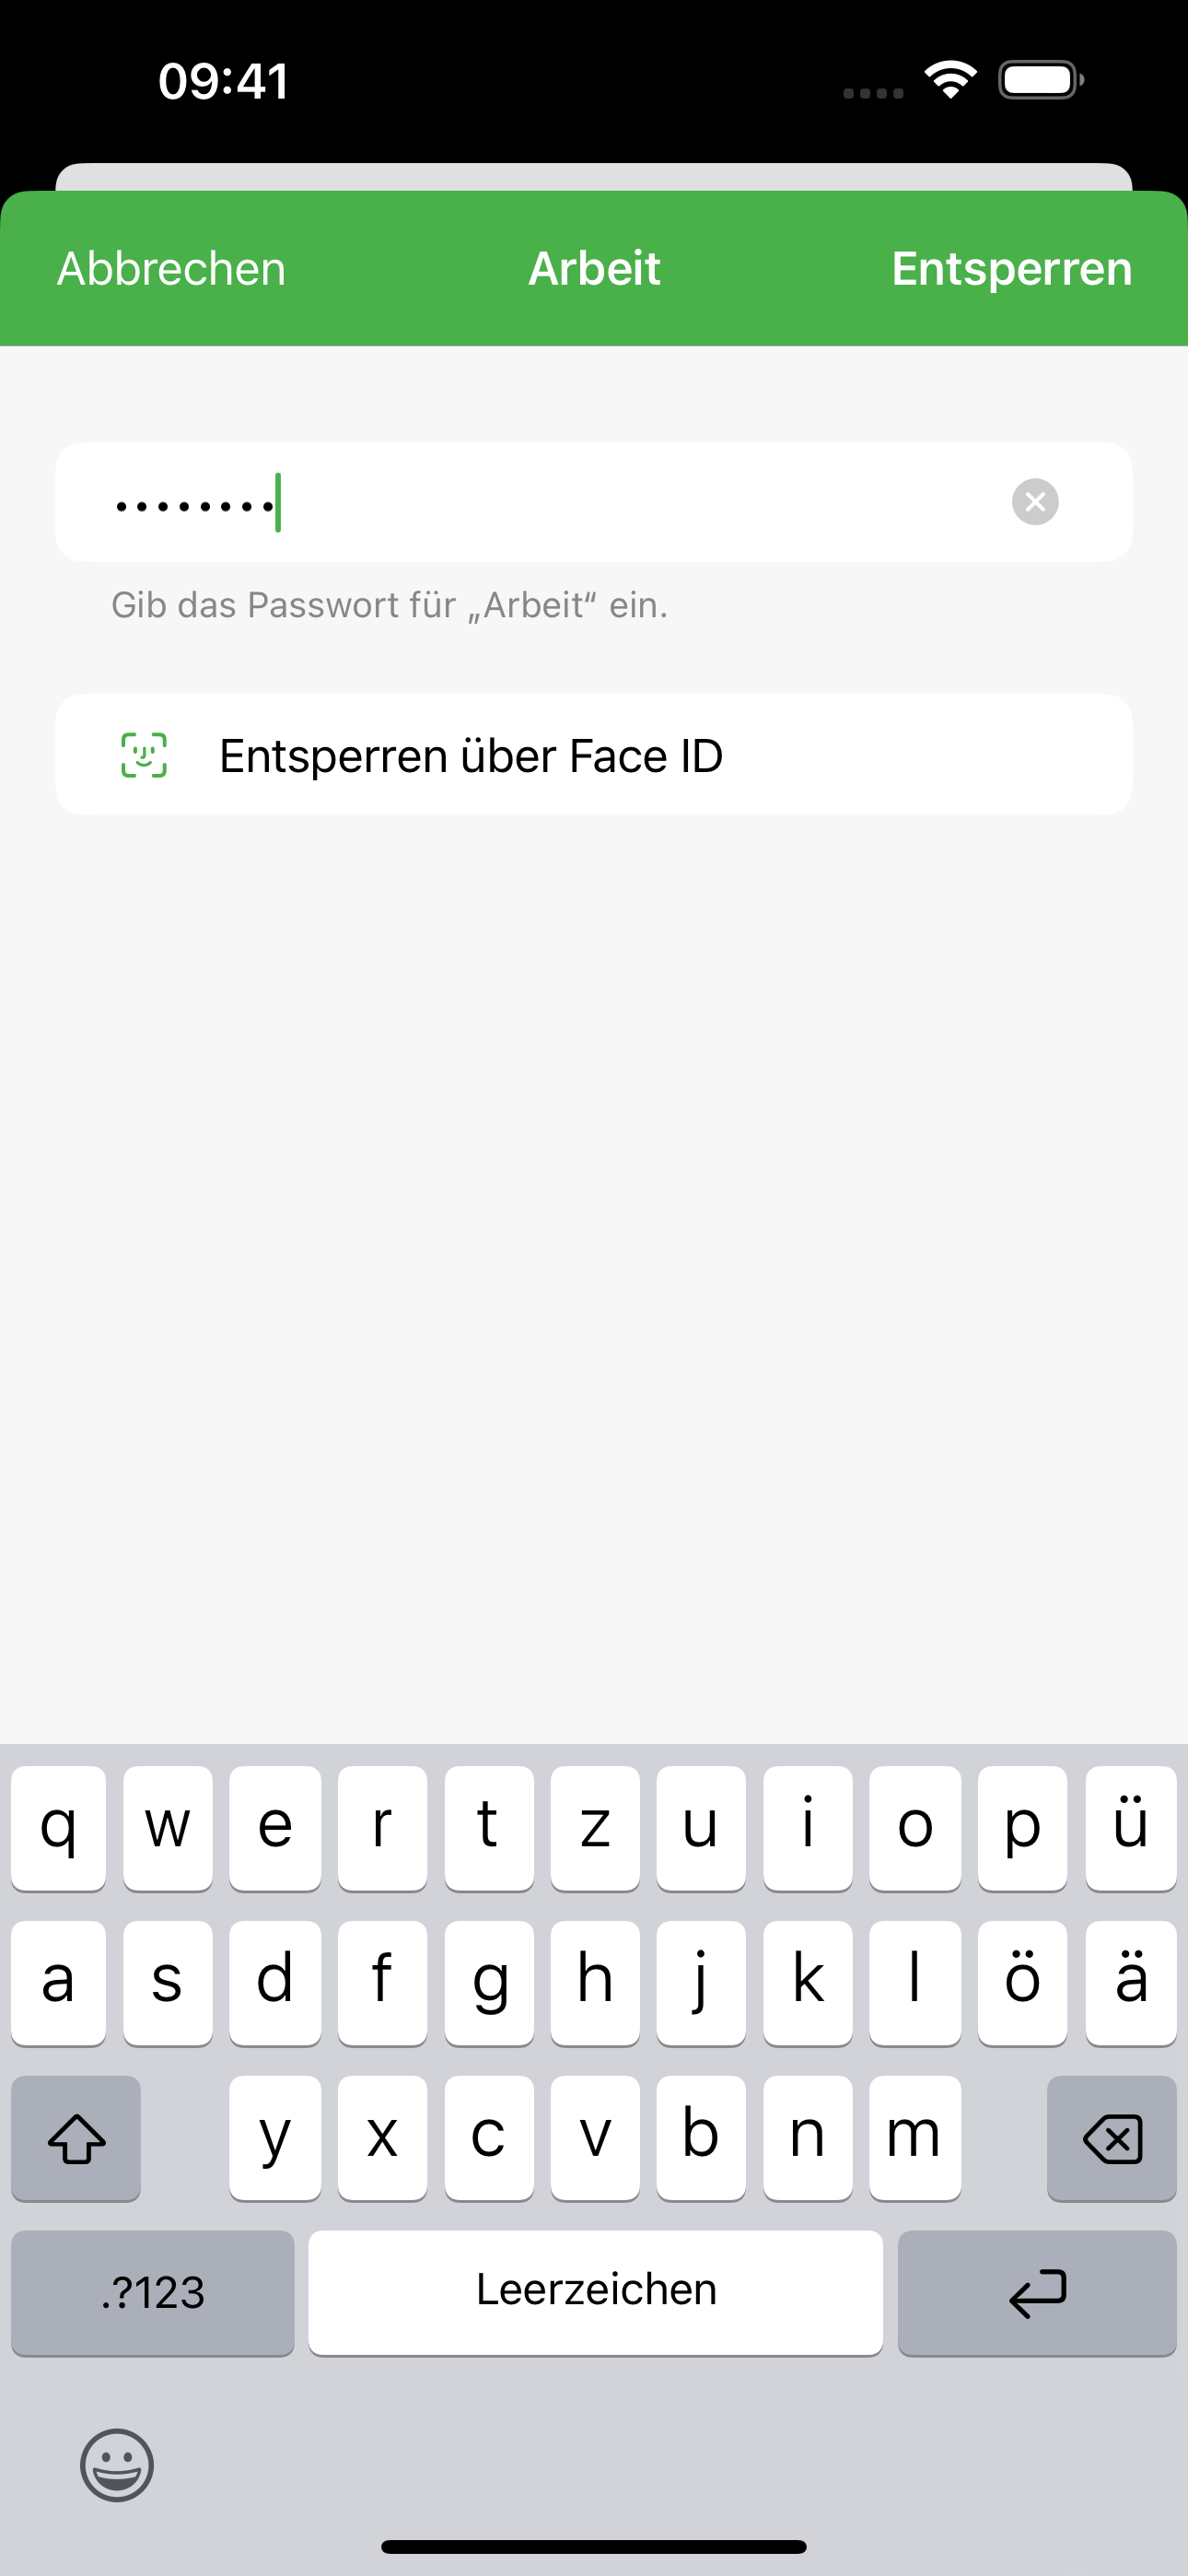 09:41
Abbrechen Arbeit Entsperren
••••••••
Gib das Passwort für „Arbeit“ ein.
Entsperren über Face ID
q w e r t z u i o p ü
a s d f g h j k l ö ä
y x c v b n m
.?123 Leerzeichen